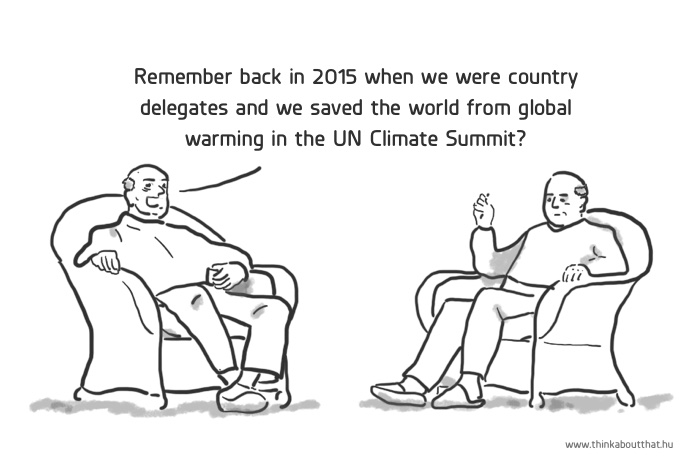 Remember back in 2015 when we were country
delegates and we saved the world from global
warming in the UN Climate Summit?
www.thinkaboutthat.hu